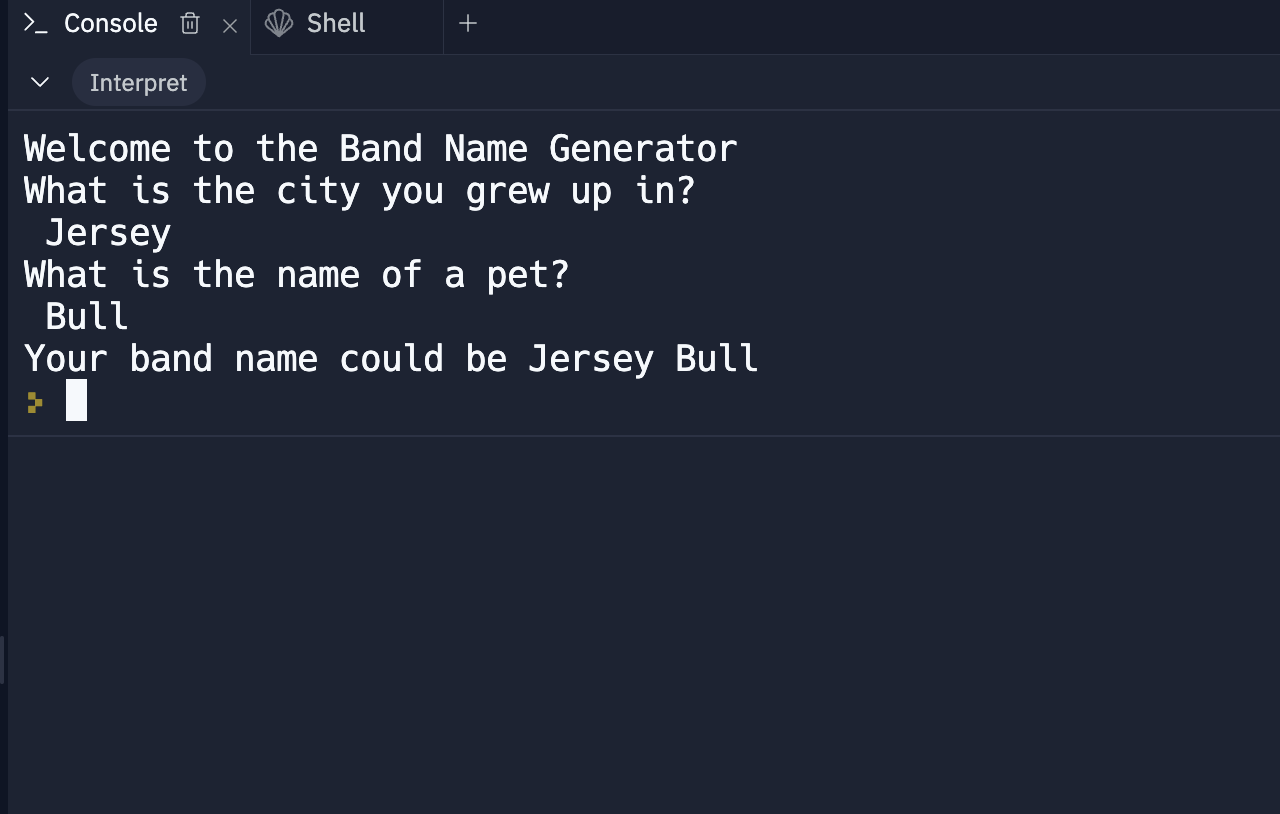 Console
Shell
Interpret
Welcome to the Band Name Generator
What is the city you grew up in?
Jersey
What is the name of a pet?
Bull
Your band name could be Jersey Bull